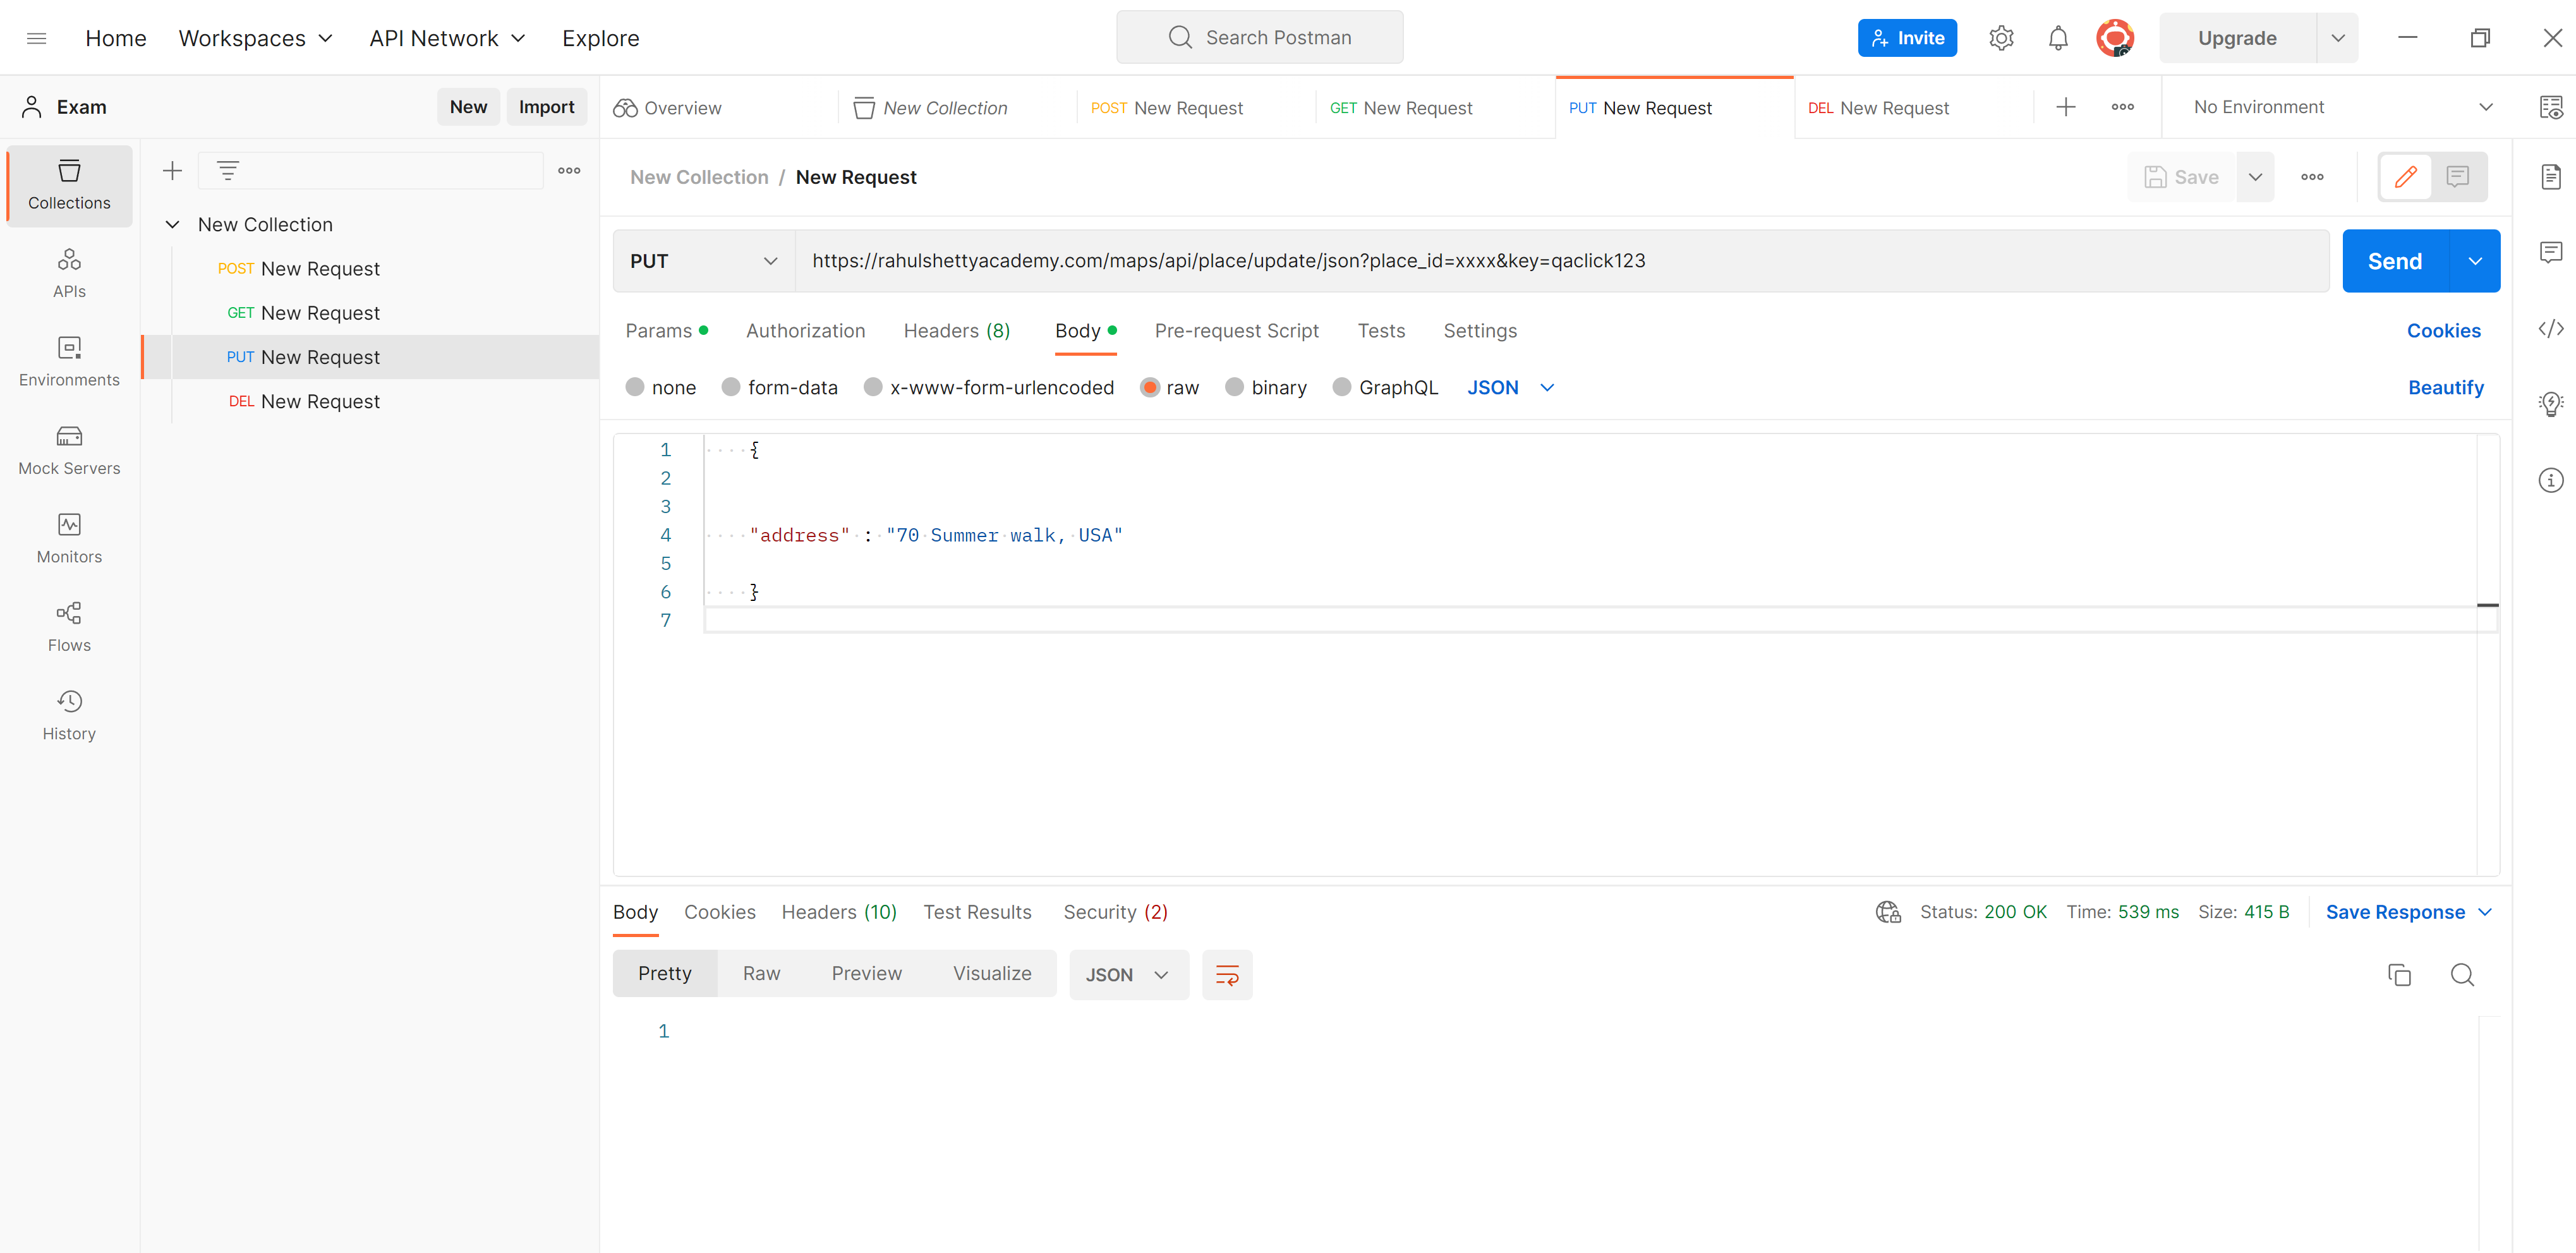 Home Workspaces API Network Explore Search Postman Invite Upgrade
Exam New Import Overview New Collection POST New Request GET New Request PUT New Request DEL New Request No Environment
Collections
APIs
Environments
Mock Servers
Monitors
Flows
History
New Collection
POST New Request
GET New Request
PUT New Request
DEL New Request
New Collection / New Request Save
PUT https://rahulshettyacademy.com/maps/api/place/update/json?place_id=xxxx&key=qaclick123 Send
Params Authorization Headers (8) Body Pre-request Script Tests Settings Cookies
none form-data x-www-form-urlencoded raw binary GraphQL JSON Beautify
1 {
2
3
4 "address" : "70 Summer walk, USA"
5
6 }
7
Body Cookies Headers (10) Test Results Security (2) Status: 200 OK Time: 539 ms Size: 415 B Save Response
Pretty Raw Preview Visualize JSON
1